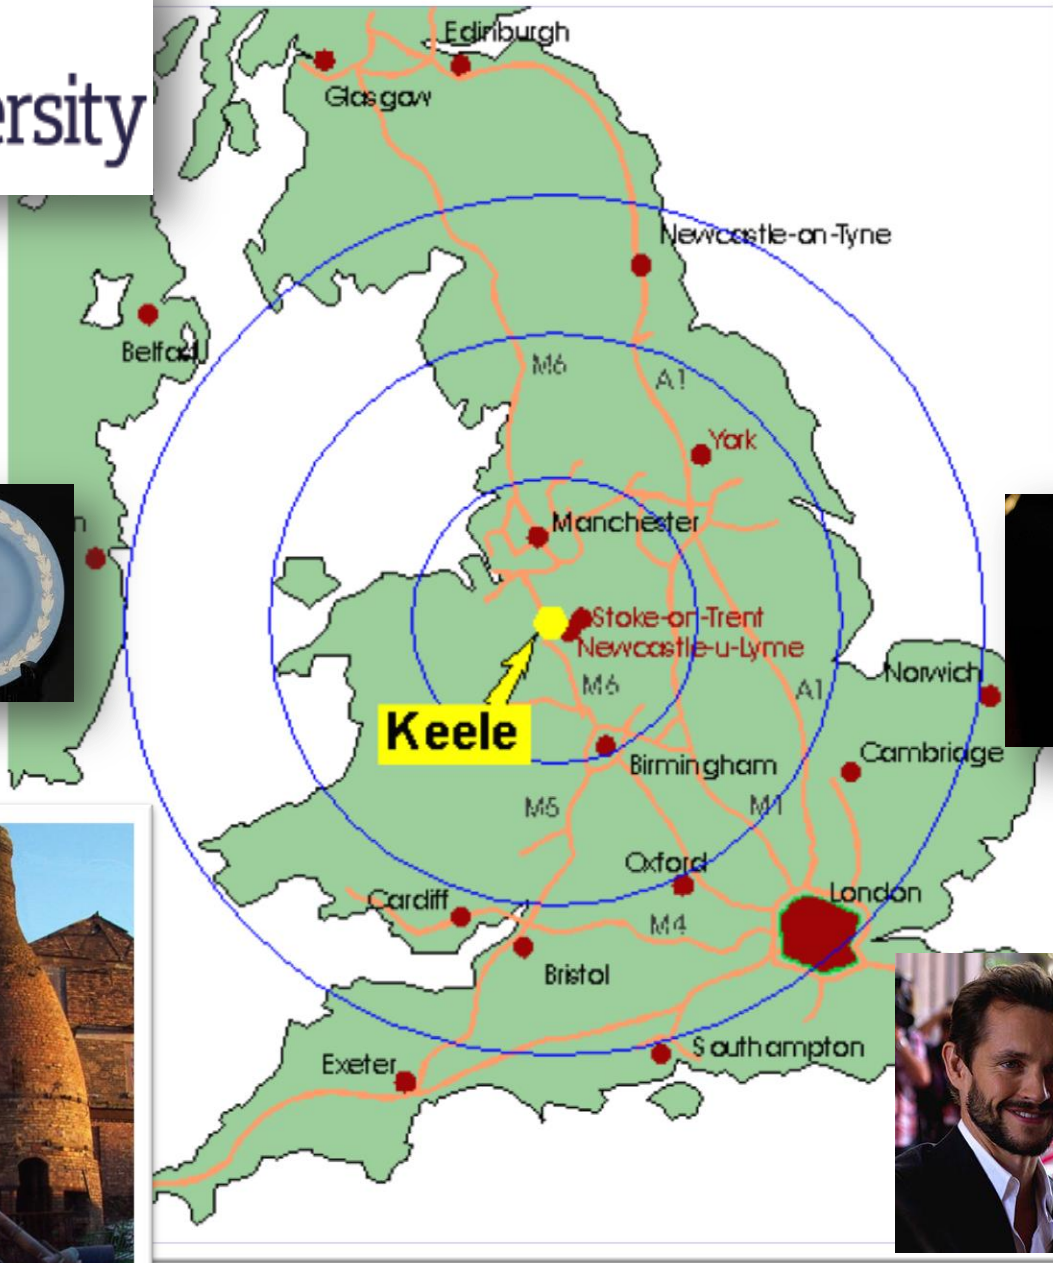 Edinburgh
ersity
Glasgow
Newcastle-on-Tyne
Belfast
M6
A1
York
n
Manchester
Stoke-on-Trent
Newcastle-u-Lyme
Norwich
M6
A1
Keele
Cambridge
Birmingham
M5
M1
Oxford
London
Cardiff
M4
Bristol
Southampton
Exeter